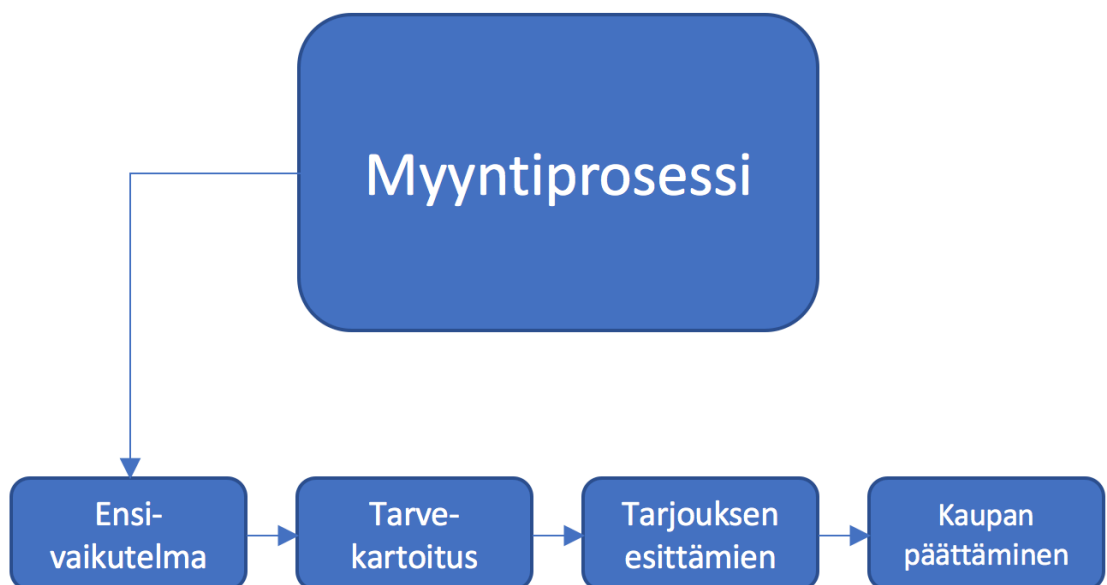 Myyntiprosessi
Ensi-
vaikutelma
Tarve-
kartoitus
Tarjouksen
esittämien
Kaupan
päättäminen